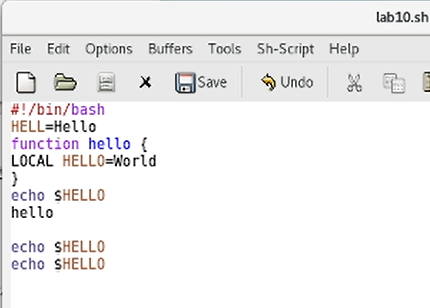 lab10.sh
File Edit Options Buffers Tools Sh-Script Help
Save Undo
#!/bin/bash
HELL=Hello
function hello {
LOCAL HELLO=World
}
echo $HELLO
hello
echo $HELLO
echo $HELLO